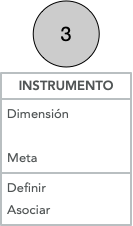 3
INSTRUMENTO
Dimensión
Meta
Definir
Asociar